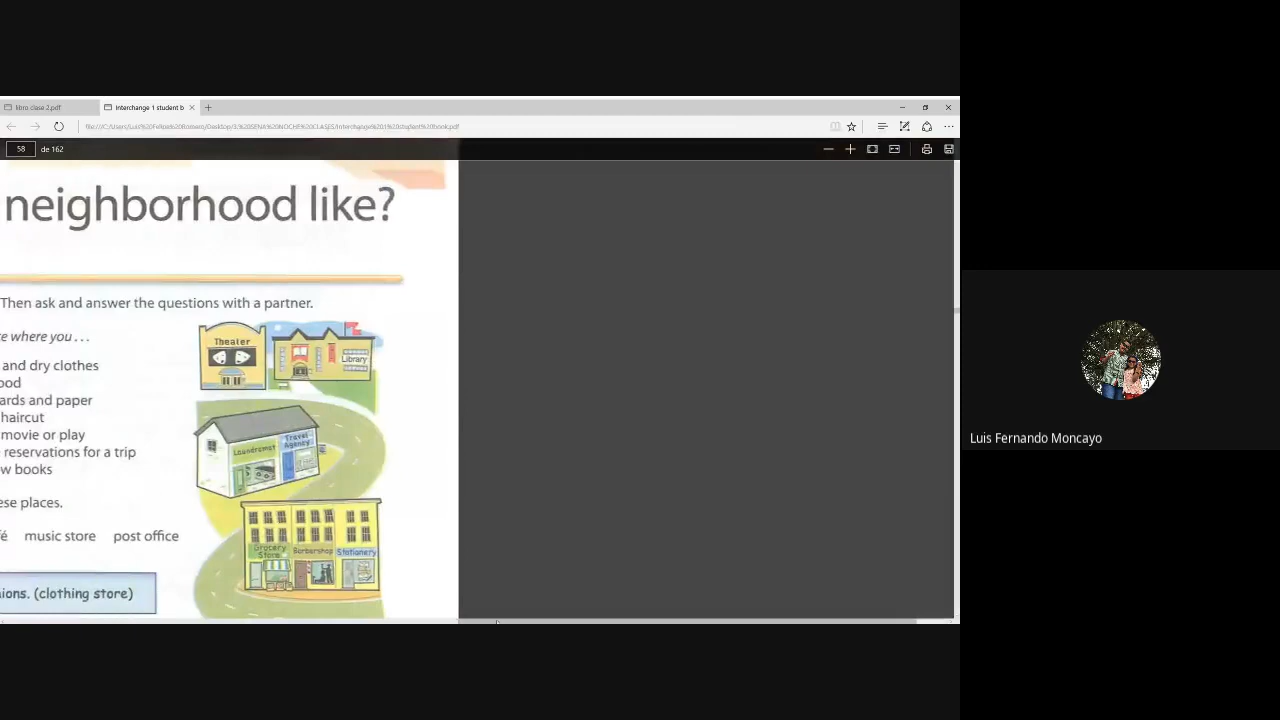 libro clase 2.pdf
Interchange 1 student b
58 de 162
neighborhood like?
Then ask and answer the questions with a partner.
e where you . . .
and dry clothes
ood
ards and paper
haircut
movie or play
reservations for a trip
w books
ese places.
é music store post office
ions. (clothing store)
Theater
Library
Laundromat
Travel Agency
Grocery Store
Barbershop
Stationery
Luis Fernando Moncayo